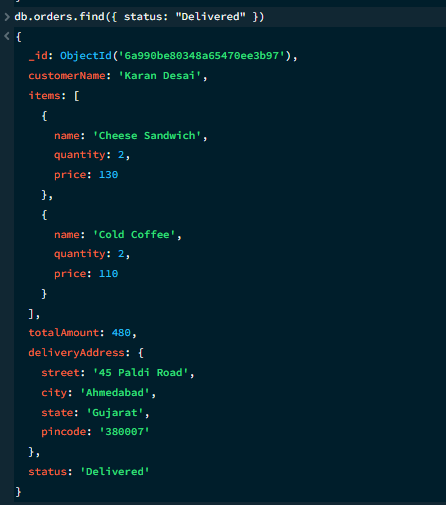 db.orders.find({ status: "Delivered" })
{
_id: ObjectId('6a990be80348a65470ee3b97'),
customerName: 'Karan Desai',
items: [
{
name: 'Cheese Sandwich',
quantity: 2,
price: 130
},
{
name: 'Cold Coffee',
quantity: 2,
price: 110
}
],
totalAmount: 480,
deliveryAddress: {
street: '45 Paldi Road',
city: 'Ahmedabad',
state: 'Gujarat',
pincode: '380007'
},
status: 'Delivered'
}